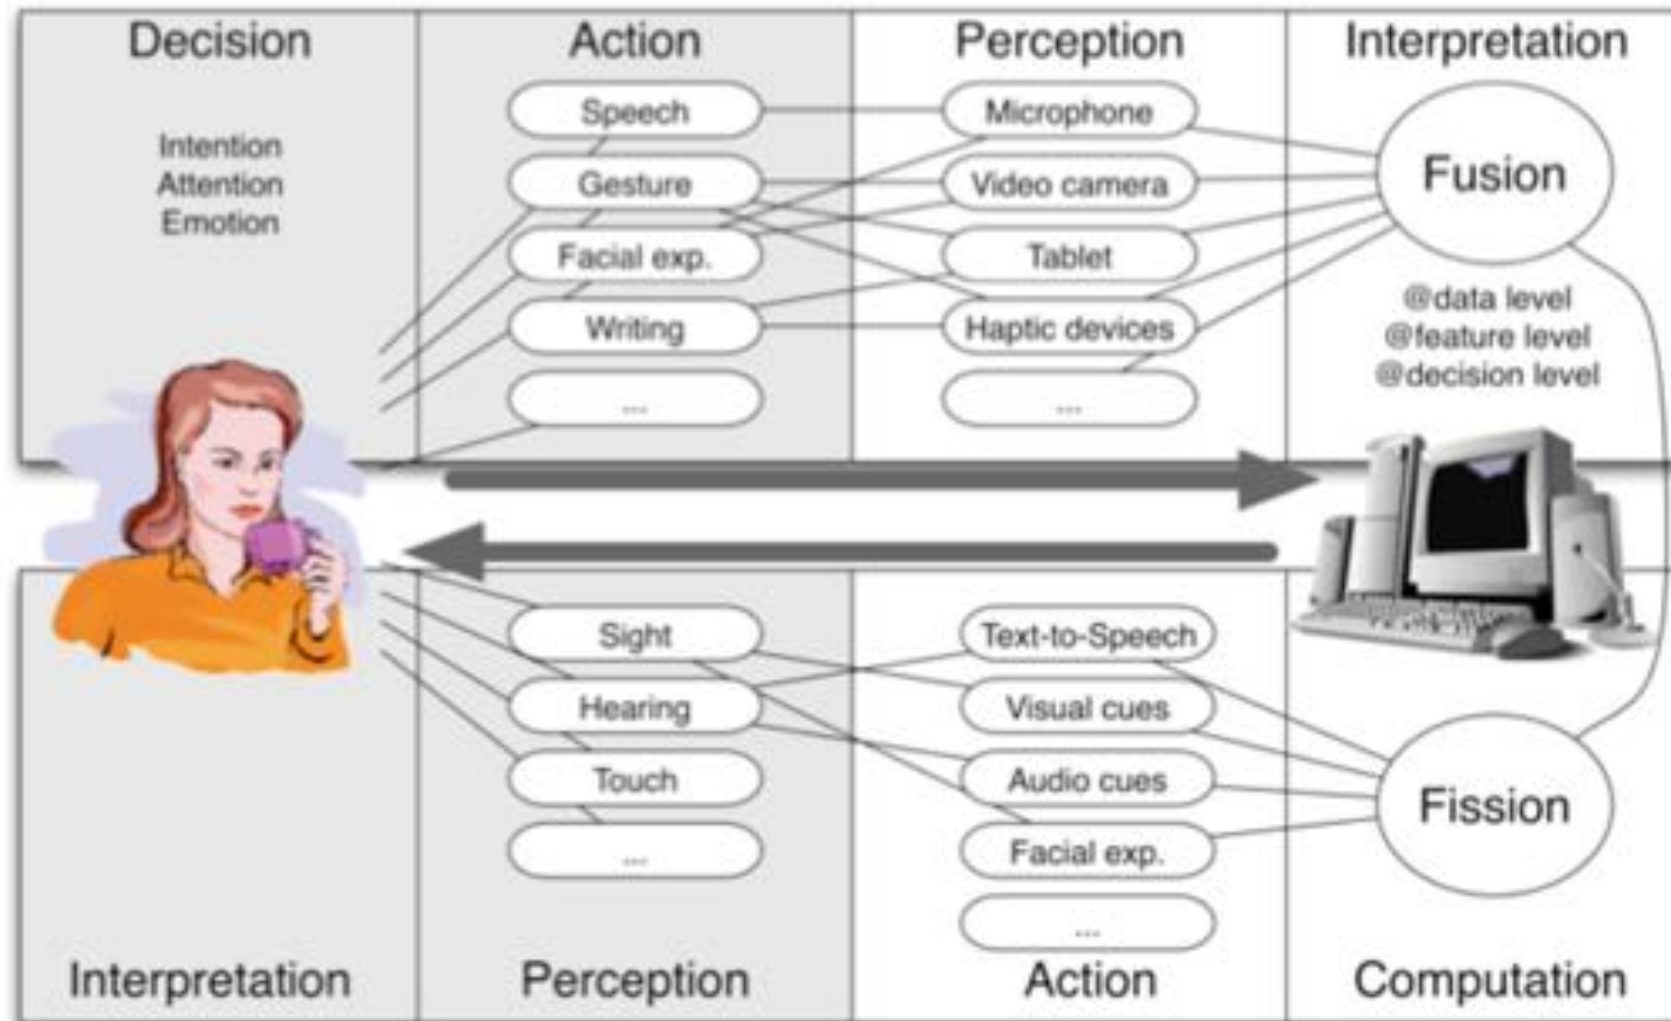 Decision
Action
Perception
Interpretation
Intention
Attention
Emotion
Speech
Gesture
Facial exp.
Writing
...
Microphone
Video camera
Tablet
Haptic devices
...
Fusion
@data level
@feature level
@decision level
Sight
Hearing
Touch
...
Text-to-Speech
Visual cues
Audio cues
Facial exp.
...
Fission
Interpretation
Perception
Action
Computation